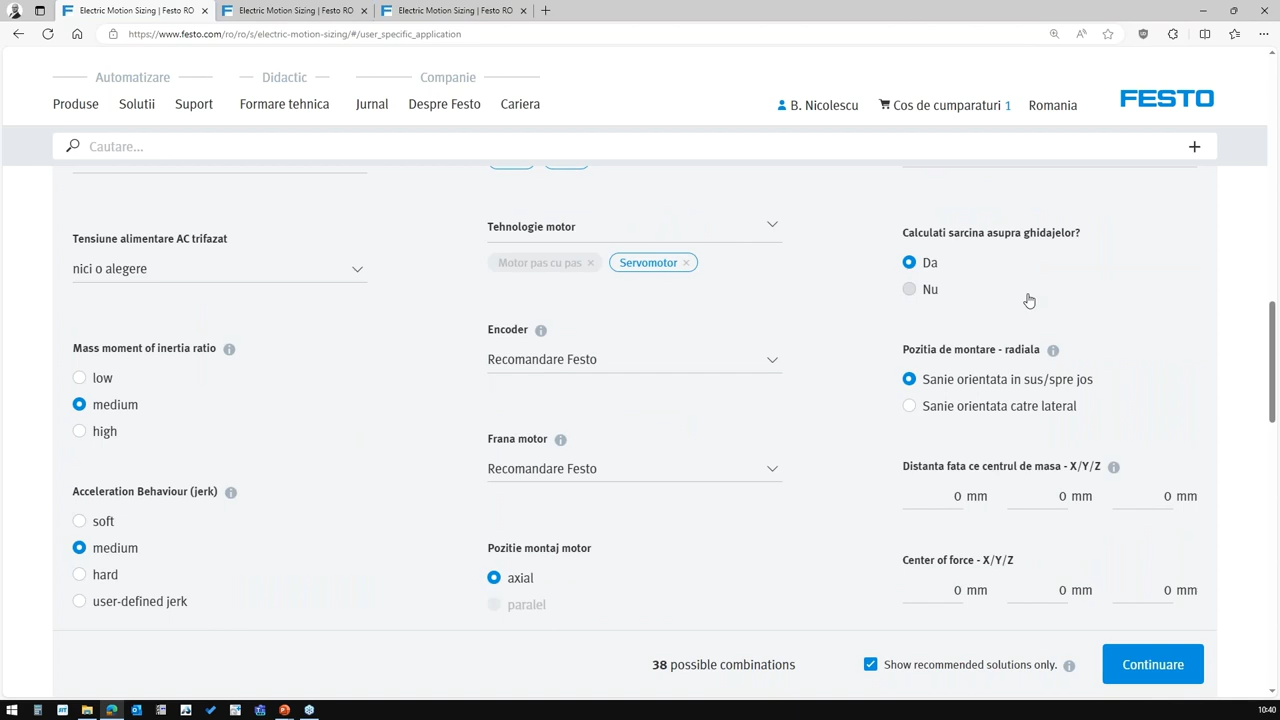 Electric Motion Sizing | Festo RO
Electric Motion Sizing | Festo RO
Electric Motion Sizing | Festo RO
https://www.festo.com/ro/ro/s/electric-motion-sizing/#/user_specific_application
Automatizare
Didactic
Companie
Produse
Solutii
Suport
Formare tehnica
Jurnal
Despre Festo
Cariera
B. Nicolescu
Cos de cumparaturi 1
Romania
FESTO
Cautare...
Tensiune alimentare AC trifazat
nici o alegere
Mass moment of inertia ratio
low
medium
high
Acceleration Behaviour (jerk)
soft
medium
hard
user-defined jerk
Tehnologie motor
Motor pas cu pas
Servomotor
Encoder
Recomandare Festo
Frana motor
Recomandare Festo
Pozitie montaj motor
axial
paralel
Calculati sarcina asupra ghidajelor?
Da
Nu
Pozitia de montare - radiala
Sanie orientata in sus/spre jos
Sanie orientata catre lateral
Distanta fata ce centrul de masa - X/Y/Z
0 mm 0 mm 0 mm
Center of force - X/Y/Z
0 mm 0 mm 0 mm
38 possible combinations
Show recommended solutions only.
Continuare
10:40